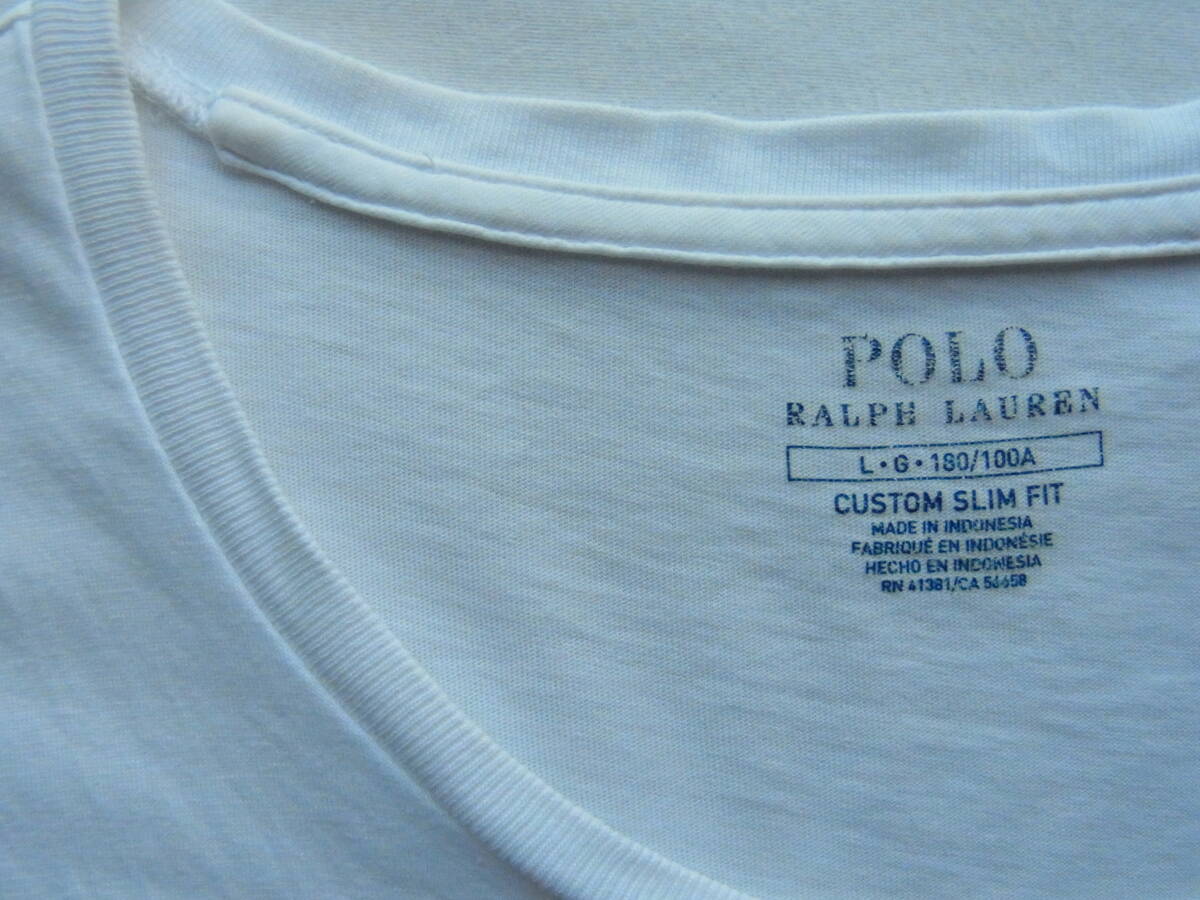 POLO
RALPH LAUREN
L•G•180/100A
CUSTOM SLIM FIT
MADE IN INDONESIA
FABRIQUÉ EN INDONÉSIE
HECHO EN INDONESIA
RN 41381/CA 56658